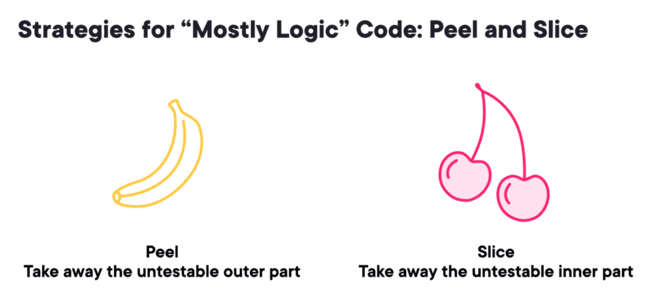 Strategies for “Mostly Logic” Code: Peel and Slice
Peel
Take away the untestable outer part
Slice
Take away the untestable inner part